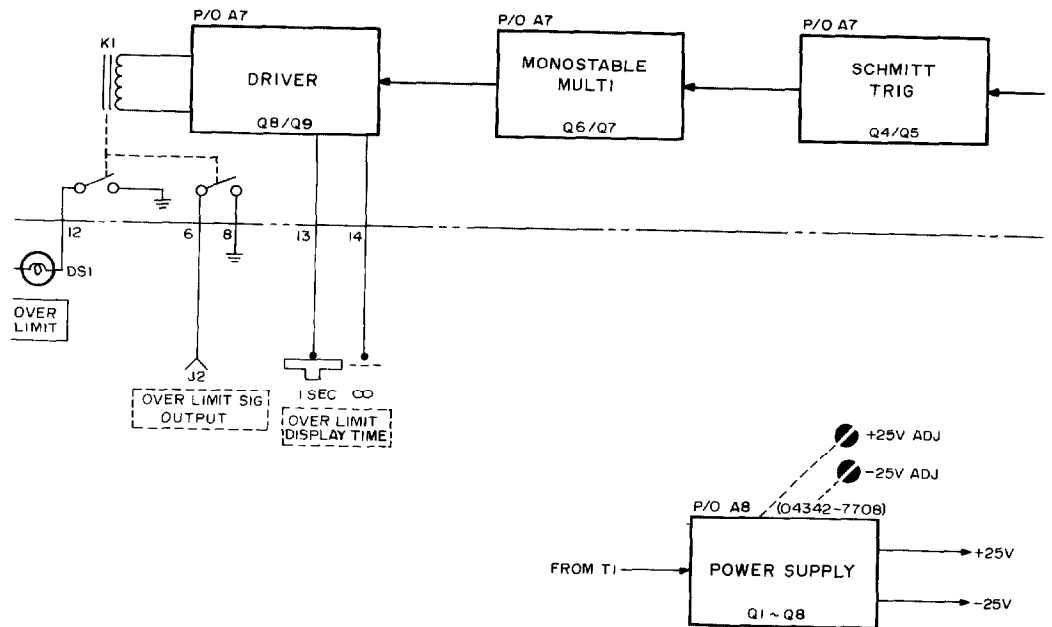 P/O A7
K1
DRIVER
Q8/Q9
P/O A7
MONOSTABLE
MULTI
Q6/Q7
P/O A7
SCHMITT
TRIG
Q4/Q5
12
6
8
13
14
DS1
OVER
LIMIT
J2
OVER LIMIT SIG
OUTPUT
1 SEC ∞
OVER LIMIT
DISPLAY TIME
+25V ADJ
-25V ADJ
P/O A8 (04342-7708)
FROM T1
POWER SUPPLY
Q1~Q8
+25V
-25V